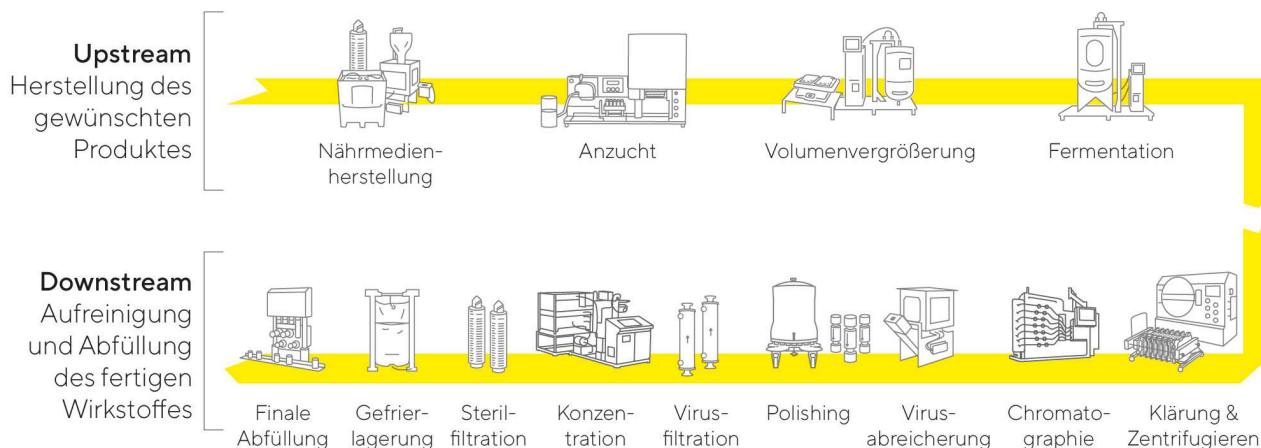 Upstream
Herstellung des
gewünschten
Produktes
Nährmedien-
herstellung
Anzucht
Volumenvergrößerung
Fermentation
Downstream
Aufreinigung
und Abfüllung
des fertigen
Wirkstoffes
Finale
Abfüllung
Gefrier-
lagerung
Steril-
filtration
Konzen-
tration
Virus-
filtration
Polishing
Virus-
abreicherung
Chromato-
graphie
Klärung &
Zentrifugieren